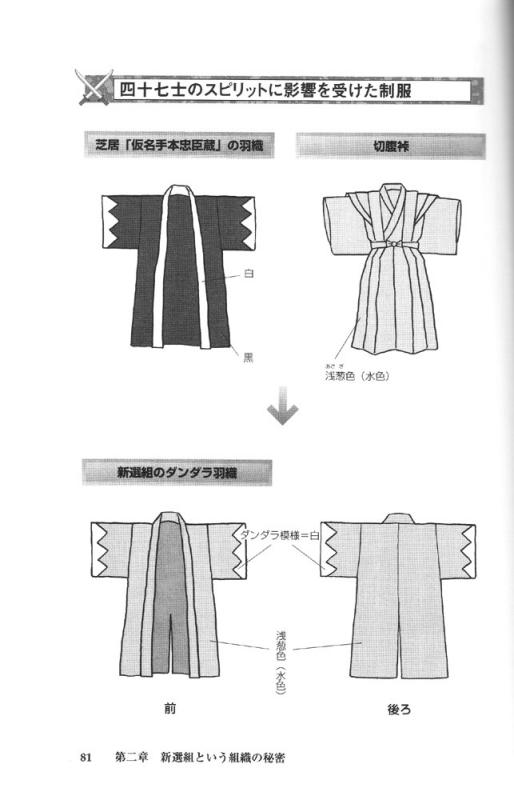 四十七士のスピリットに影響を受けた制服
芝居「仮名手本忠臣蔵」の羽織
切腹裃
白
黒
あさぎ
浅葱色（水色）
新選組のダンダラ羽織
ダンダラ模様＝白
浅葱色（水色）
前
後ろ
81 第二章 新選組という組織の秘密